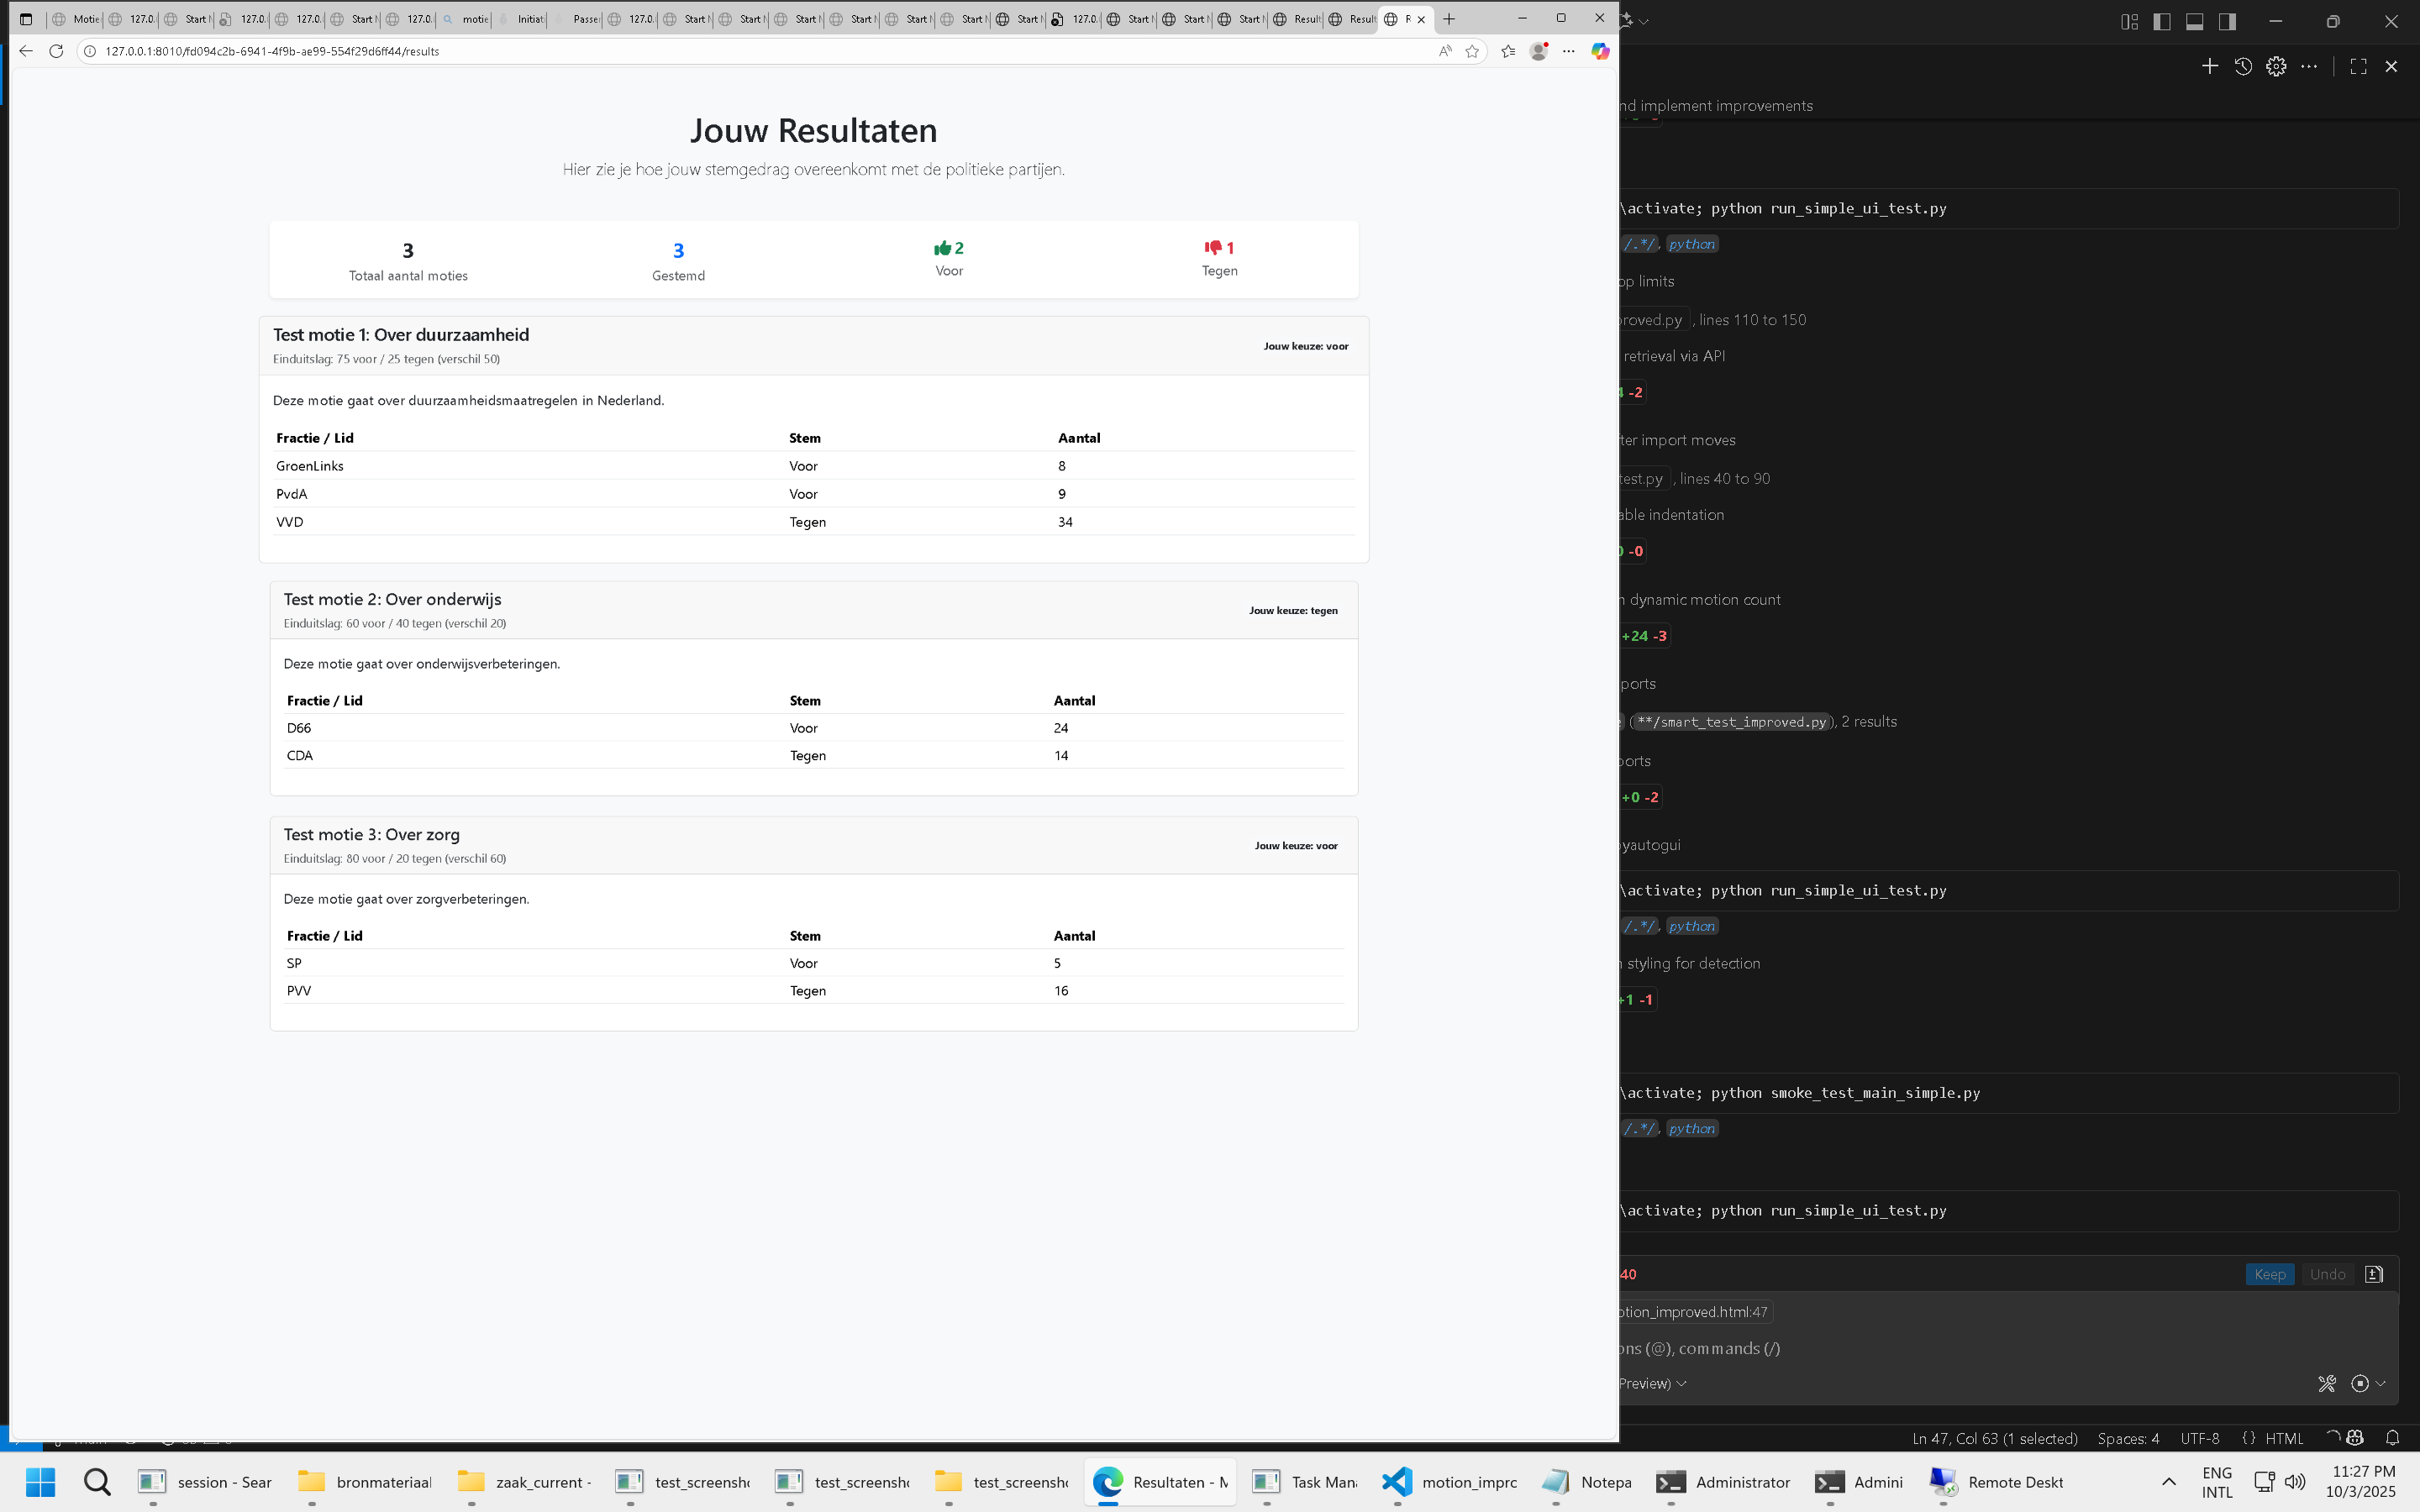 Motie
127.0.
Start M
127.0.
127.0.
Start M
127.0.
motie
Initiati
Passe
127.0.
Start M
Start M
Start M
Start M
Start M
Start M
Start M
127.0.
Start M
Start M
Start M
Result
Result
R
127.0.0.1:8010/fd094c2b-6941-4f9b-ae99-554f29d6ff44/results
Jouw Resultaten
Hier zie je hoe jouw stemgedrag overeenkomt met de politieke partijen.
3
Totaal aantal moties
3
Gestemd
2
Voor
1
Tegen
Test motie 1: Over duurzaamheid
Einduitslag: 75 voor / 25 tegen (verschil 50)
Jouw keuze: voor
Deze motie gaat over duurzaamheidsmaatregelen in Nederland.
Fractie / Lid Stem Aantal
GroenLinks Voor 8
PvdA Voor 9
VVD Tegen 34
Test motie 2: Over onderwijs
Einduitslag: 60 voor / 40 tegen (verschil 20)
Jouw keuze: tegen
Deze motie gaat over onderwijsverbeteringen.
Fractie / Lid Stem Aantal
D66 Voor 24
CDA Tegen 14
Test motie 3: Over zorg
Einduitslag: 80 voor / 20 tegen (verschil 60)
Jouw keuze: voor
Deze motie gaat over zorgverbeteringen.
Fractie / Lid Stem Aantal
SP Voor 5
PVV Tegen 16
nd implement improvements
\activate; python run_simple_ui_test.py
/.*/, python
op limits
proved.py , lines 110 to 150
retrieval via API
4 -2
ter import moves
test.py , lines 40 to 90
able indentation
0 -0
n dynamic motion count
+24 -3
ports
e (**/smart_test_improved.py), 2 results
ports
+0 -2
yautogui
\activate; python run_simple_ui_test.py
/.*/, python
n styling for detection
+1 -1
\activate; python smoke_test_main_simple.py
/.*/, python
\activate; python run_simple_ui_test.py
40
Keep Undo
otion_improved.html:47
ons (@), commands (/)
Preview)
Ln 47, Col 63 (1 selected) Spaces: 4 UTF-8 {} HTML
session - Sear
bronmateriaal
zaak_current -
test_screensho
test_screensho
test_screensho
Resultaten - M
Task Mana
motion_impro
Notepa
Administrator
Admini
Remote Deskt
ENG
INTL
11:27 PM
10/3/2025